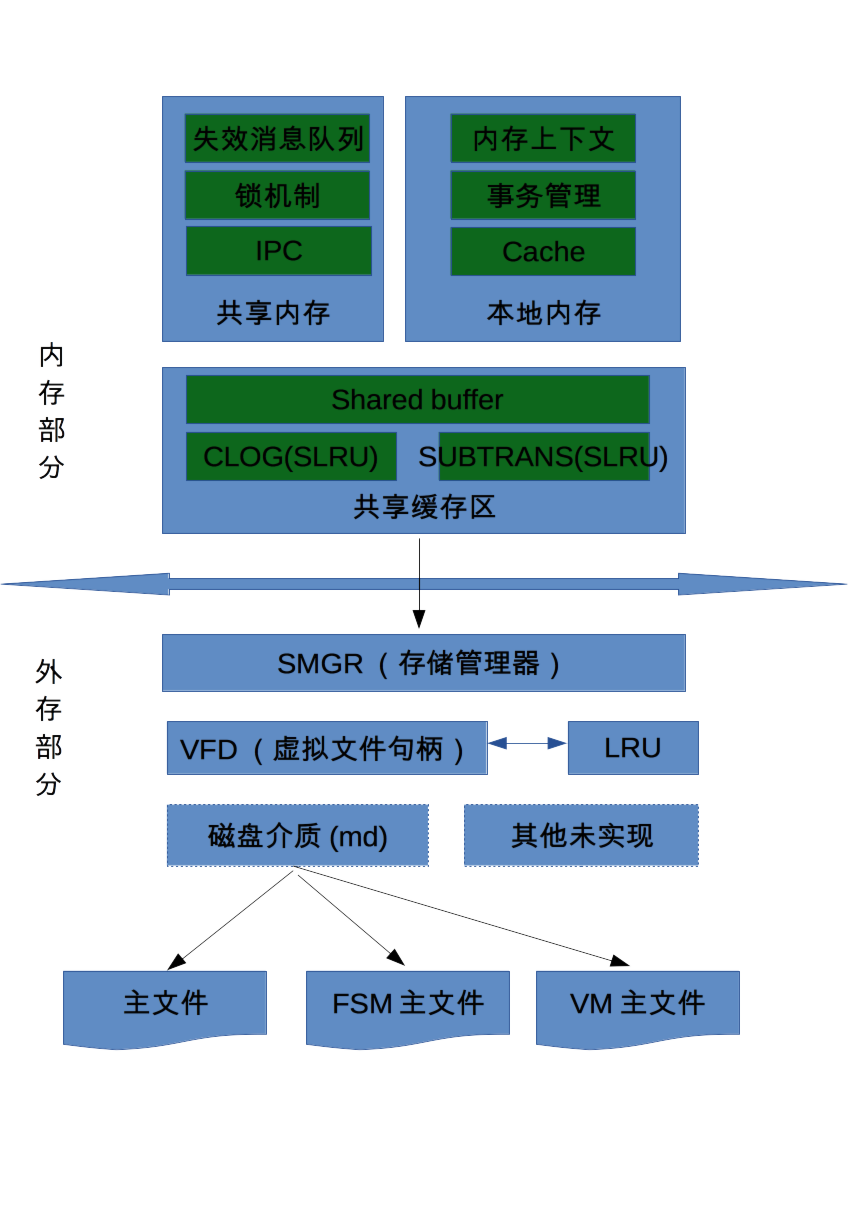 失效消息队列
锁机制
IPC
共享内存
内存上下文
事务管理
Cache
本地内存
内存部分
Shared buffer
CLOG(SLRU)
SUBTRANS(SLRU)
共享缓存区
外存部分
SMGR（存储管理器）
VFD（虚拟文件句柄）
LRU
磁盘介质 (md)
其他未实现
主文件
FSM 主文件
VM 主文件